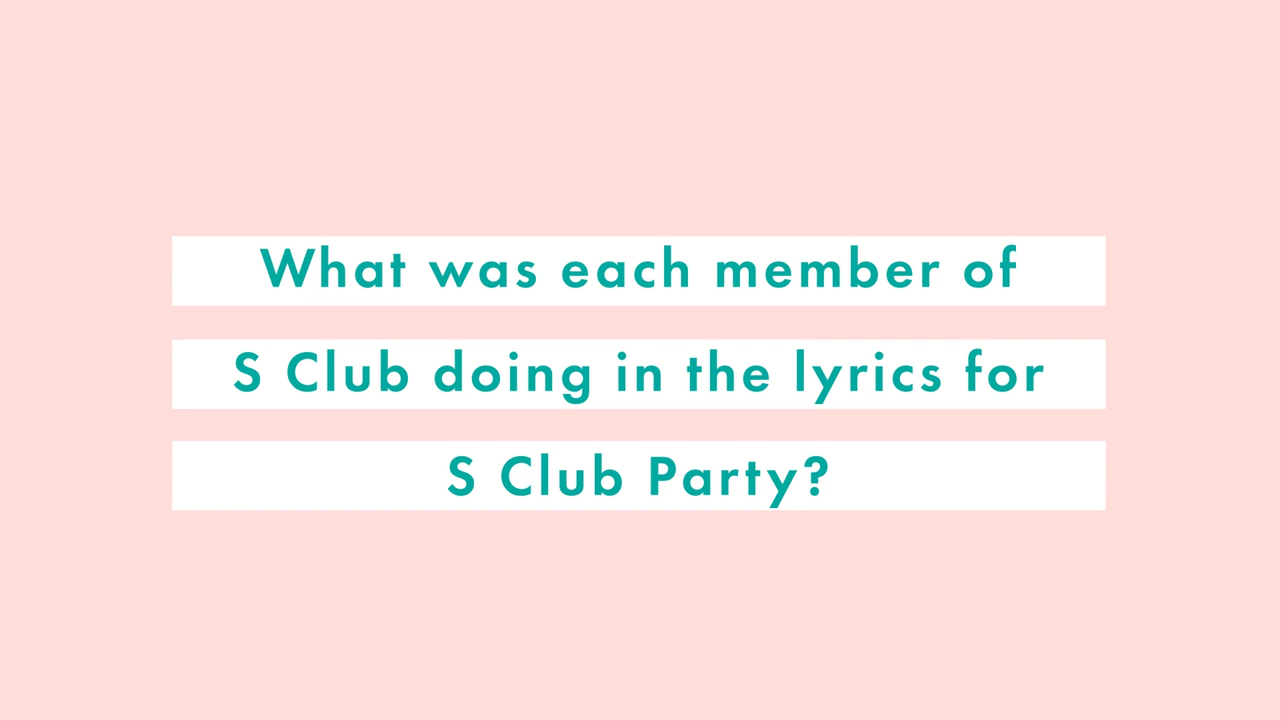 What was each member of
S Club doing in the lyrics for
S Club Party?